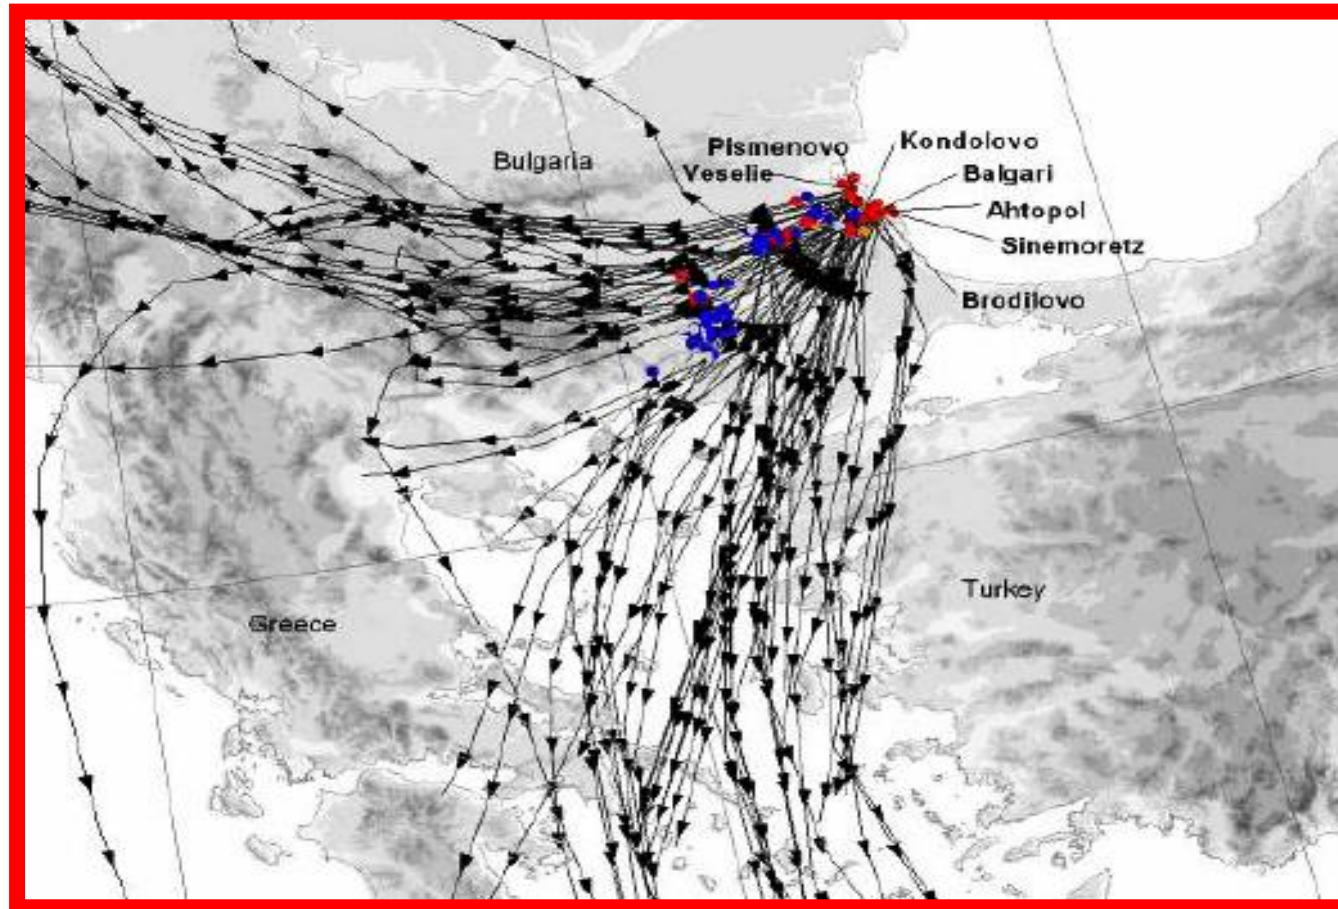 Pismenovo
Kondolovo
Bulgaria
Veselie
Balgari
Ahtopol
Sinemoretz
Brodilovo
Turkey
Greece